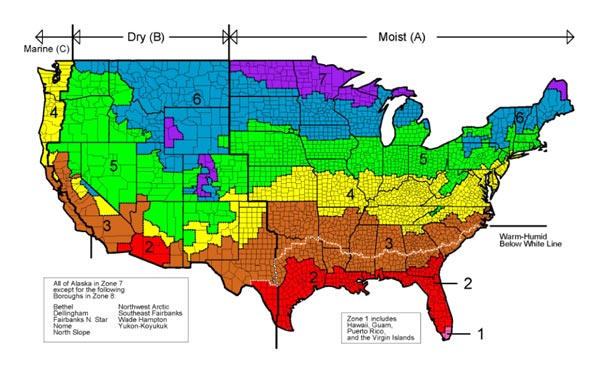 Marine (C)
Dry (B)
Moist (A)
7
6
6
4
5
5
4
3
3
2
2
2
1
Warm-Humid
Below White Line
All of Alaska in Zone 7
except for the following
Boroughs in Zone 8:
Bethel
Dellingham
Fairbanks N. Star
Nome
North Slope
Northwest Arctic
Southeast Fairbanks
Wade Hampton
Yukon-Koyukuk
Zone 1 includes
Hawaii, Guam,
Puerto Rico,
and the Virgin Islands